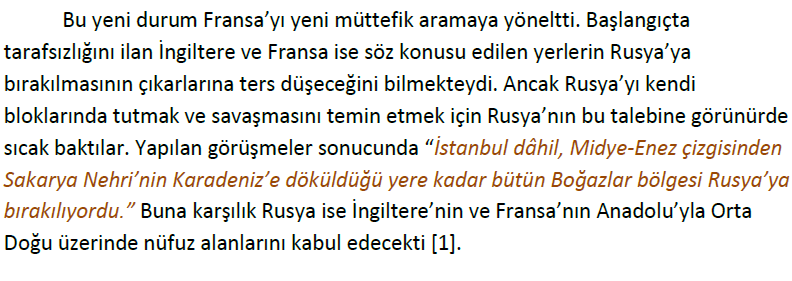 Bu yeni durum Fransa’yı yeni müttefik aramaya yöneltti. Başlangıçta
tarafsızlığını ilan İngiltere ve Fransa ise söz konusu edilen yerlerin Rusya’ya
bırakılmasının çıkarlarına ters düşeceğini bilmekteydi. Ancak Rusya’yı kendi
bloklarında tutmak ve savaşmasını temin etmek için Rusya’nın bu talebine görünürde
sıcak baktılar. Yapılan görüşmeler sonucunda “İstanbul dâhil, Midye-Enez çizgisinden
Sakarya Nehri’nin Karadeniz’e döküldüğü yere kadar bütün Boğazlar bölgesi Rusya’ya
bırakılıyordu.” Buna karşılık Rusya ise İngiltere’nin ve Fransa’nın Anadolu’yla Orta
Doğu üzerinde nüfuz alanlarını kabul edecekti [1].